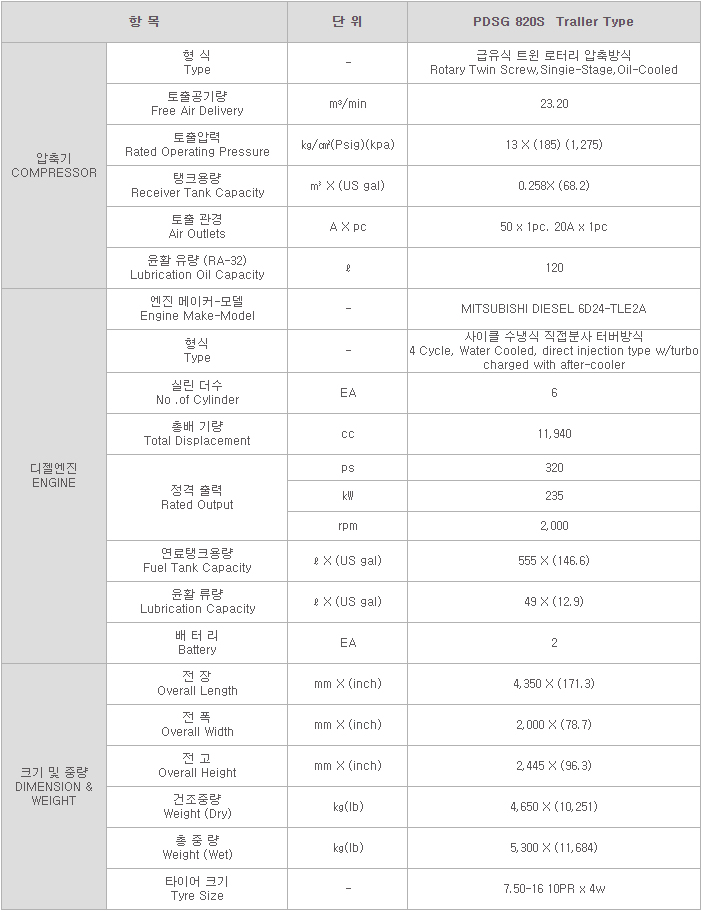 항 목 단 위 PDSG 820S Traller Type
압축기
COMPRESSOR
형 식
Type
-
급유식 트윈 로터리 압축방식
Rotary Twin Screw,Singie-Stage,Oil-Cooled
토출공기량
Free Air Delivery
m³/min
23.20
토출압력
Rated Operating Pressure
㎏/㎠(Psig)(kpa)
13 X (185) (1,275)
탱크용량
Receiver Tank Capacity
㎥ X (US gal)
0.258X (68.2)
토출 관경
Air Outlets
A X pc
50 x 1pc. 20A x 1pc
윤활 유량 (RA-32)
Lubrication Oil Capacity
ℓ
120
디젤엔진
ENGINE
엔진 메이커-모델
Engine Make-Model
-
MITSUBISHI DIESEL 6D24-TLE2A
형식
Type
-
사이클 수냉식 직접분사 터버방식
4 Cycle, Water Cooled, direct injection type w/turbo
charged with after-cooler
실린 더수
No .of Cylinder
EA
6
총배 기량
Total Displacement
cc
11,940
정격 출력
Rated Output
ps
320
㎾
235
rpm
2,000
연료탱크용량
Fuel Tank Capacity
ℓ X (US gal)
555 X (146.6)
윤활 류량
Lubrication Capacity
ℓ X (US gal)
49 X (12.9)
배 터 리
Battery
EA
2
크기 및 중량
DIMENSION &
WEIGHT
전 장
Overall Length
mm X (inch)
4,350 X (171.3)
전 폭
Overall Width
mm X (inch)
2,000 X (78.7)
전 고
Overall Height
mm X (inch)
2,445 X (96.3)
건조중량
Weight (Dry)
㎏(lb)
4,650 X (10,251)
총 중 량
Weight (Wet)
㎏(lb)
5,300 X (11,684)
타이어 크기
Tyre Size
-
7.50-16 10PR x 4w